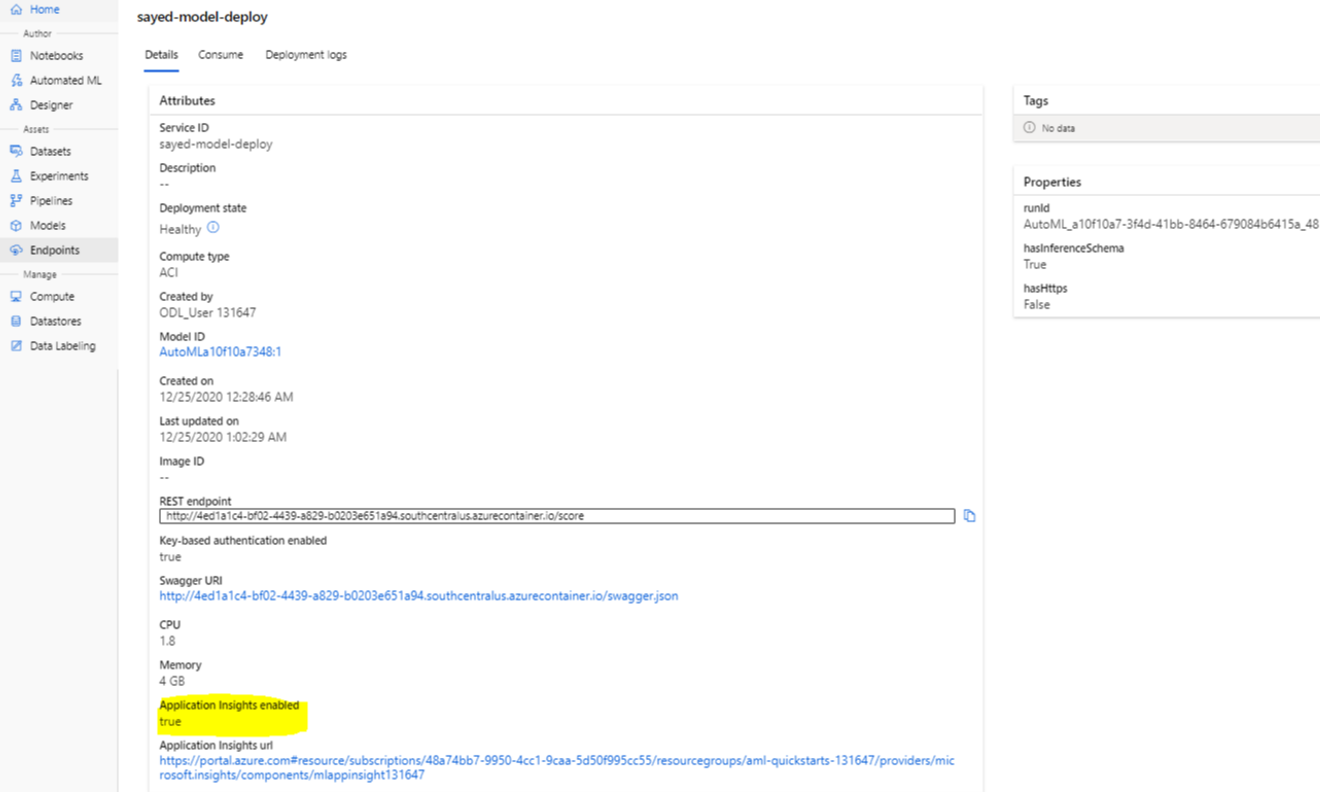 Home
Author
Notebooks
Automated ML
Designer
Assets
Datasets
Experiments
Pipelines
Models
Endpoints
Manage
Compute
Datastores
Data Labeling
sayed-model-deploy
Details Consume Deployment logs
Attributes
Service ID
sayed-model-deploy
Description
--
Deployment state
Healthy
Compute type
ACI
Created by
ODL_User 131647
Model ID
AutoMLa10f10a7348:1
Created on
12/25/2020 12:28:46 AM
Last updated on
12/25/2020 1:02:29 AM
Image ID
--
REST endpoint
http://4ed1a1c4-bf02-4439-a829-b0203e651a94.southcentralus.azurecontainer.io/score
Key-based authentication enabled
true
Swagger URI
http://4ed1a1c4-bf02-4439-a829-b0203e651a94.southcentralus.azurecontainer.io/swagger.json
CPU
1.8
Memory
4 GB
Application Insights enabled
true
Application Insights url
https://portal.azure.com#resource/subscriptions/48a74bb7-9950-4cc1-9caa-5d50f995cc55/resourcegroups/aml-quickstarts-131647/providers/mic
rosoft.insights/components/mlappinsight131647
Tags
No data
Properties
runId
AutoML_a10f10a7-3f4d-41bb-8464-679084b6415a_48
hasInferenceSchema
True
hasHttps
False